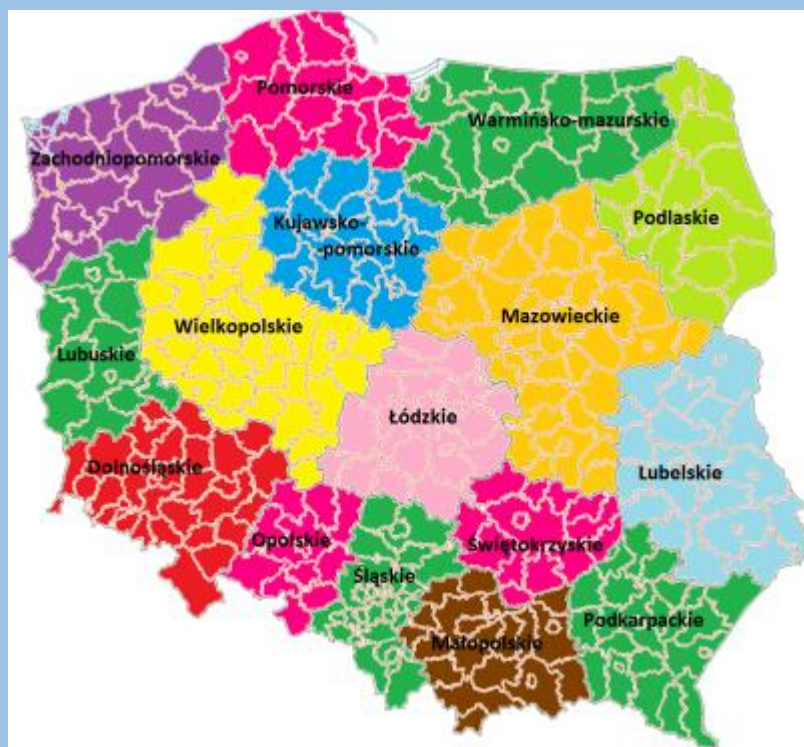 Pomorskie
Warmińsko-mazurskie
Zachodniopomorskie
Podlaskie
Kujawsko-
-pomorskie
Mazowieckie
Wielkopolskie
Lubuskie
Łódzkie
Dolnośląskie
Lubelskie
Opolskie
Świętokrzyskie
Śląskie
Podkarpackie
Małopolskie